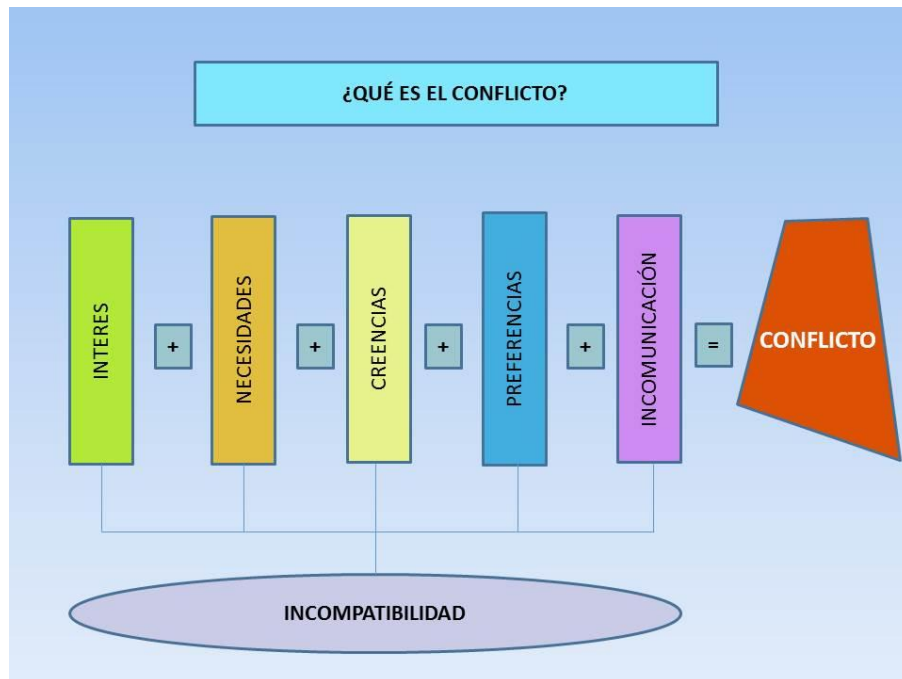 ¿QUÉ ES EL CONFLICTO?
INTERES
+
NECESIDADES
+
CREENCIAS
+
PREFERENCIAS
+
INCOMUNICACIÓN
=
CONFLICTO
INCOMPATIBILIDAD